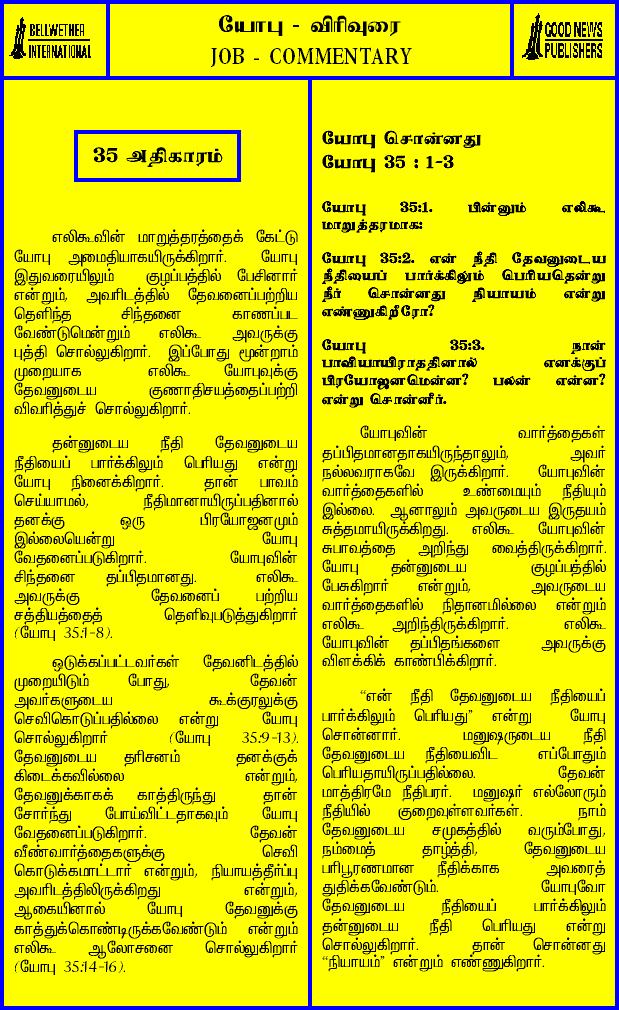 BELLWETHER
INTERNATIONAL
யோபு - விரிவுரை
JOB - COMMENTARY
GOOD NEWS
PUBLISHERS
35 அதிகாரம்
எலிகூவின் மாறுத்தரத்தைக் கேட்டு
யோபு அமைதியாகயிருக்கிறார். யோபு
இதுவரையிலும் குழப்பத்தில் பேசினார்
என்றும், அவரிடத்தில் தேவனைப்பற்றிய
தெளிந்த சிந்தனை காணப்பட
வேண்டுமென்றும் எலிகூ அவருக்கு
புத்தி சொல்லுகிறார். இப்போது மூன்றாம்
முறையாக எலிகூ யோபுவுக்கு
தேவனுடைய குணாதிசயத்தைப்பற்றி
விவரித்துச் சொல்லுகிறார்.
தன்னுடைய நீதி தேவனுடைய
நீதியைப் பார்க்கிலும் பெரியது என்று
யோபு நினைக்கிறார். தான் பாவம்
செய்யாமல், நீதிமானாயிருப்பதினால்
தனக்கு ஒரு பிரயோஜனமும்
இல்லையென்று யோபு
வேதனைப்படுகிறார். யோபுவின்
சிந்தனை தப்பிதமானது. எலிகூ
அவருக்கு தேவனைப் பற்றிய
சத்தியத்தைத் தெளிவுபடுத்துகிறார்
(யோபு 35:1-8).
ஒடுக்கப்பட்டவர்கள் தேவனிடத்தில்
முறையிடும் போது, தேவன்
அவர்களுடைய கூக்குரலுக்கு
செவிகொடுப்பதில்லை என்று யோபு
சொல்லுகிறார் (யோபு 35:9-13).
தேவனுடைய தரிசனம் தனக்குக்
கிடைக்கவில்லை என்றும்,
தேவனுக்காகக் காத்திருந்து தான்
சோர்ந்து போய்விட்டதாகவும் யோபு
வேதனைப்படுகிறார். தேவன்
வீண்வார்த்தைகளுக்கு செவி
கொடுக்கமாட்டார் என்றும், நியாயத்தீர்ப்பு
அவரிடத்திலிருக்கிறது என்றும்,
ஆகையினால் யோபு தேவனுக்கு
காத்துக்கொண்டிருக்கவேண்டும் என்றும்
எலிகூ ஆலோசனை சொல்லுகிறார்
(யோபு 35:14-16).
யோபு சொன்னது
யோபு 35 : 1-3
யோபு 35:1. பின்னும் எலிகூ
மாறுத்தரமாக:
யோபு 35:2. என் நீதி தேவனுடைய
நீதியைப் பார்க்கிலும் பெரியதென்று
நீர் சொன்னது நியாயம் என்று
எண்ணுகிறீரோ?
யோபு 35:3. நான்
பாவியாயிராததினால் எனக்குப்
பிரயோஜனமென்ன? பலன் என்ன?
என்று சொன்னீர்.
யோபுவின் வார்த்தைகள்
தப்பிதமானதாகயிருந்தாலும், அவர்
நல்லவராகவே இருக்கிறார். யோபுவின்
வார்த்தைகளில் உண்மையும் நீதியும்
இல்லை. ஆனாலும் அவருடைய இருதயம்
சுத்தமாயிருக்கிறது. எலிகூ யோபுவின்
சுபாவத்தை அறிந்து வைத்திருக்கிறார்.
யோபு தன்னுடைய குழப்பத்தில்
பேசுகிறார் என்றும், அவருடைய
வார்த்தைகளில் நிதானமில்லை என்றும்
எலிகூ அறிந்திருக்கிறார். எலிகூ
யோபுவின் தப்பிதங்களை அவருக்கு
விளக்கிக் காண்பிக்கிறார்.
“என் நீதி தேவனுடைய நீதியைப்
பார்க்கிலும் பெரியது” என்று யோபு
சொன்னார். மனுஷருடைய நீதி
தேவனுடைய நீதியைவிட எப்போதும்
பெரியதாயிருப்பதில்லை. தேவன்
மாத்திரமே நீதிபரர். மனுஷர் எல்லோரும்
நீதியில் குறைவுள்ளவர்கள். நாம்
தேவனுடைய சமுகத்தில் வரும்போது,
நம்மைத் தாழ்த்தி, தேவனுடைய
பரிபூரணமான நீதிக்காக அவரைத்
துதிக்கவேண்டும். யோபுவோ
தேவனுடைய நீதியைப் பார்க்கிலும்
தன்னுடைய நீதி பெரியது என்று
சொல்லுகிறார். தான் சொன்னது
“நியாயம்” என்றும் எண்ணுகிறார்.